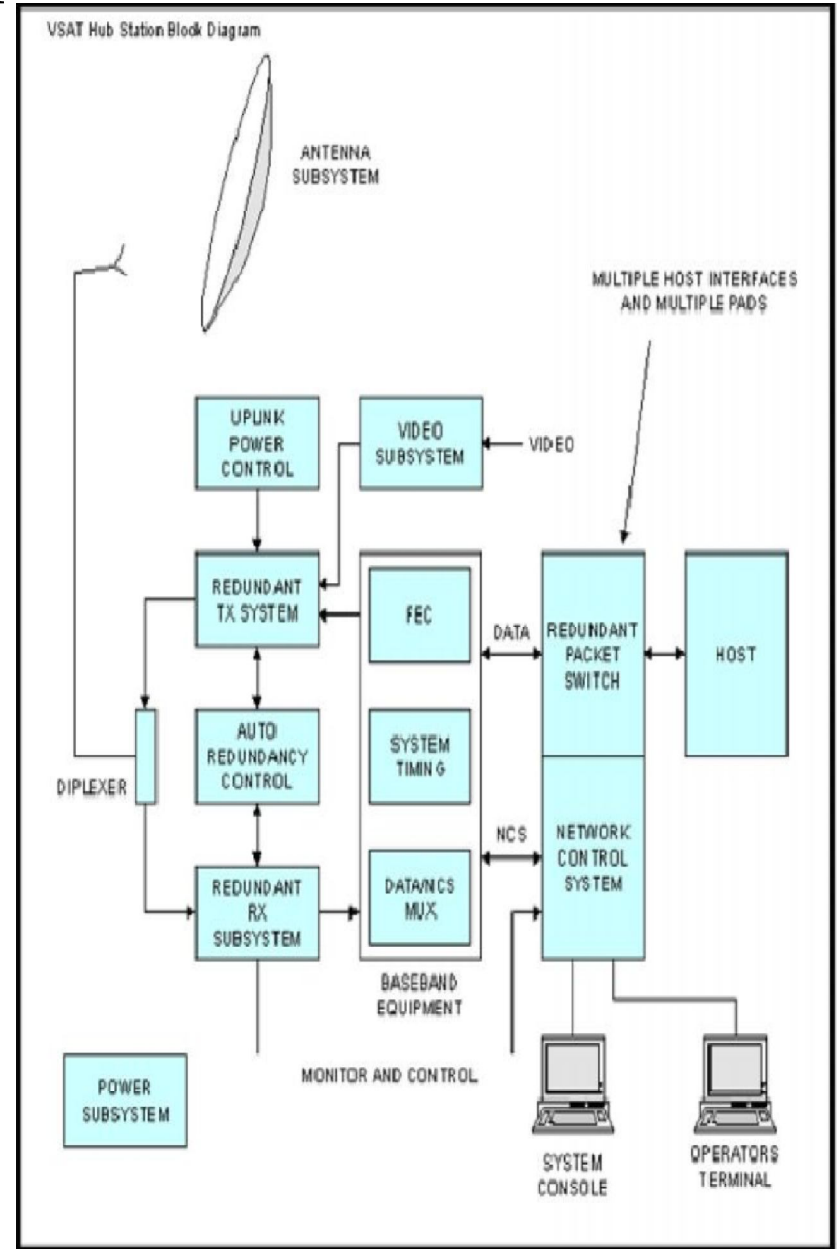 VSAT Hub Station Block Diagram
ANTENNA
SUBSYSTEM
MULTIPLE HOST INTERFACES
AND MULTIPLE PADS
UPLINK
POWER
CONTROL
VIDEO
SUBSYSTEM
VIDEO
REDUNDANT
TX SYSTEM
FEC
DATA
REDUNDANT
PACKET
SWITCH
HOST
AUTO
REDUNDANCY
CONTROL
SYSTEM
TIMING
DIPLEXER
NCS
NETWORK
CONTROL
SYSTEM
REDUNDANT
RX
SUBSYSTEM
DATA/NCS
MUX
BASEBAND
EQUIPMENT
MONITOR AND CONTROL
POWER
SUBSYSTEM
SYSTEM
CONSOLE
OPERATORS
TERMINAL